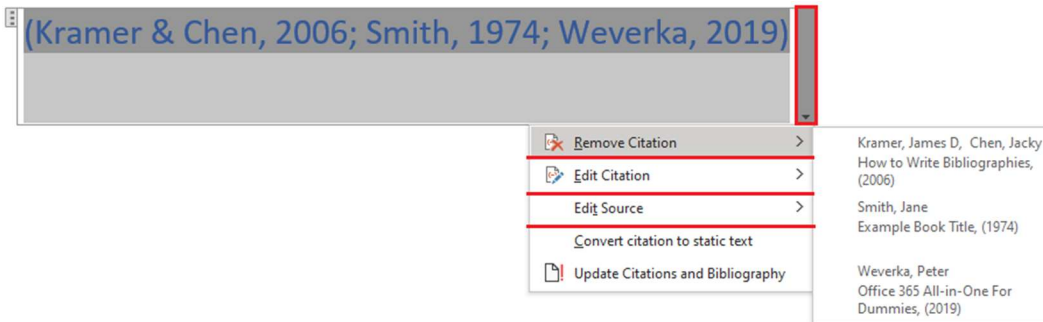 (Kramer & Chen, 2006; Smith, 1974; Weverka, 2019)
Remove Citation
Edit Citation
Edit Source
Convert citation to static text
Update Citations and Bibliography
Kramer, James D, Chen, Jacky
How to Write Bibliographies,
(2006)
Smith, Jane
Example Book Title, (1974)
Weverka, Peter
Office 365 All-in-One For
Dummies, (2019)